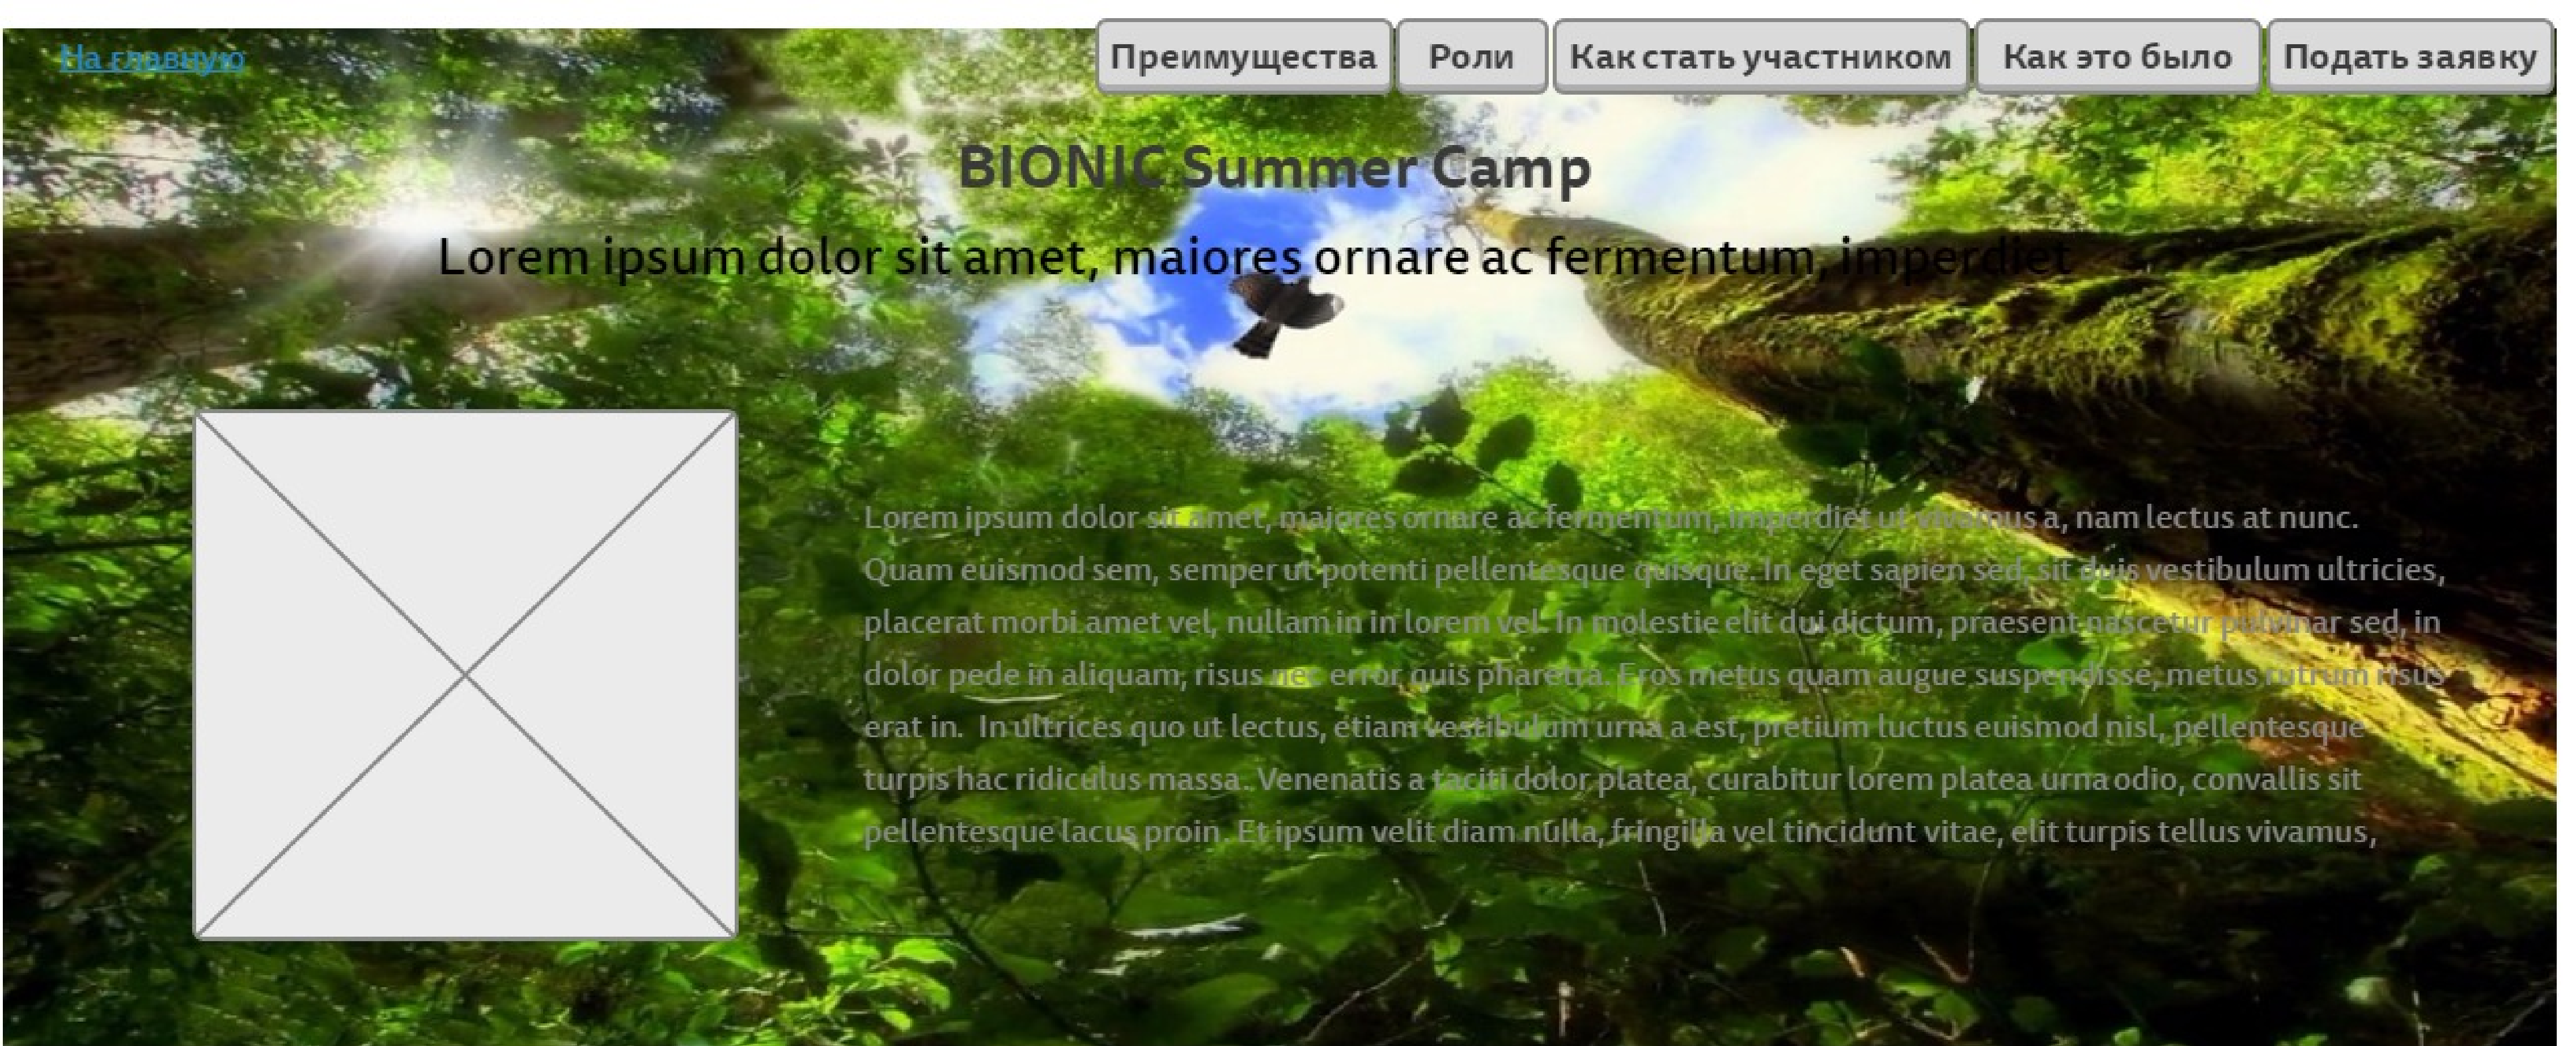 На главную
Преимущества
Роли
Как стать участником
Как это было
Подать заявку
BIONIC Summer Camp
Lorem ipsum dolor sit amet, maiores ornare ac fermentum, imperdiet
Lorem ipsum dolor sit amet, maiores ornare ac fermentum, imperdiet ut vivamus a, nam lectus at nunc.
Quam euismod sem, semper ut potenti pellentesque quisque. In eget sapien sed, sit duis vestibulum ultricies,
placerat morbi amet vel, nullam in in lorem vel. In molestie elit dui dictum, praesent nascetur pulvinar sed, in
dolor pede in aliquam, risus nec error quis pharetra. Eros metus quam augue suspendisse, metus rutrum risus
erat in. In ultrices quo ut lectus, etiam vestibulum urna a est, pretium luctus euismod nisl, pellentesque
turpis hac ridiculus massa. Venenatis a taciti dolor platea, curabitur lorem platea urna odio, convallis sit
pellentesque lacus proin. Et ipsum velit diam nulla, fringilla vel tincidunt vitae, elit turpis tellus vivamus,